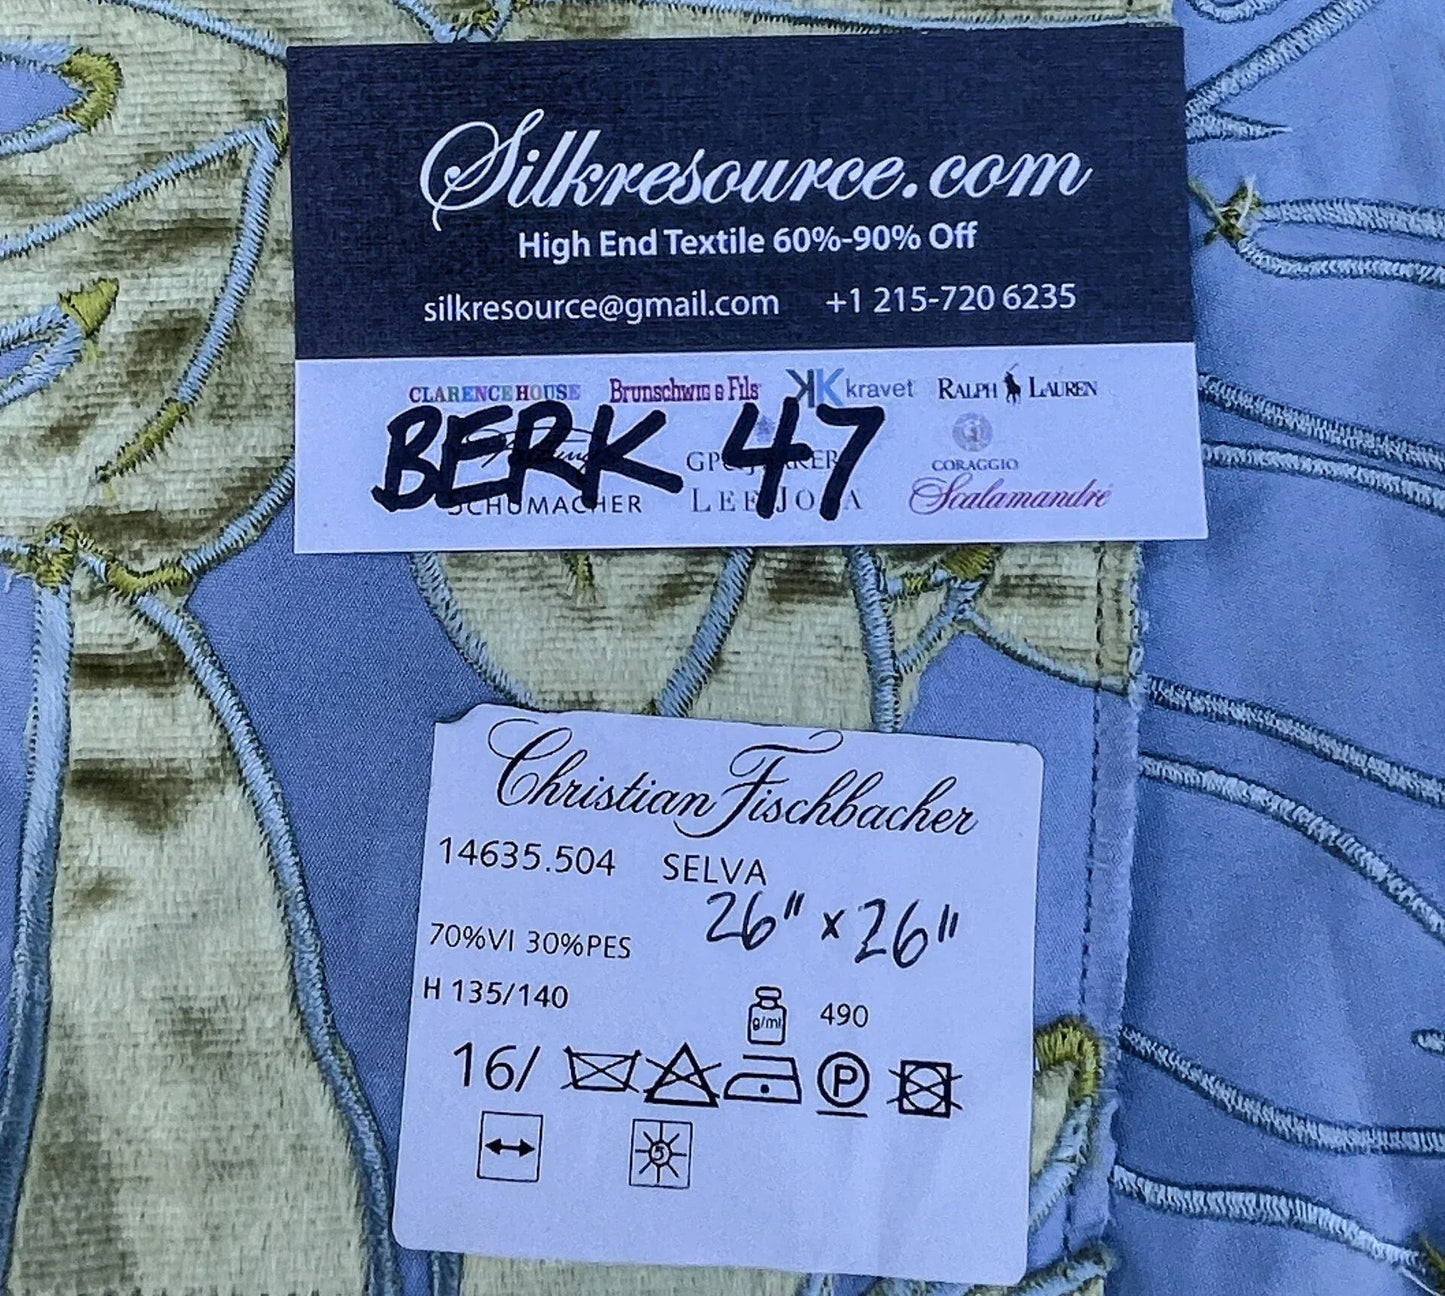 Silkresource.com
High End Textile 60%-90% Off
silkresource@gmail.com +1 215-720 6235
CLARENCE HOUSE BRUNSCHWIG & FILS kravet RALPH LAUREN
BERK 47
CORAGGIO
SCHUMACHER LEE JOFA Scalamandré
Christian Fischbacher
14635.504 SELVA
26" x 26"
70%VI 30%PES
H 135/140
g/ml 490
16/ P
5